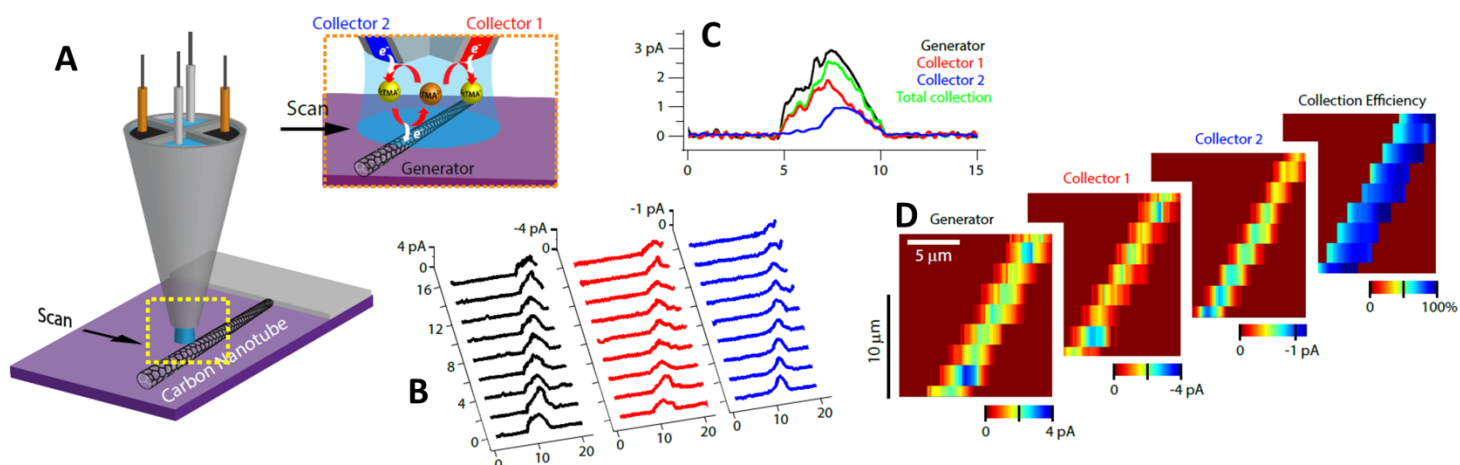 A
Collector 2
Collector 1
e-
e-
e-
Scan
Generator
Scan
Carbon Nanotube
B
4 pA
0
16
12
8
4
0
0
10
20
-4 pA
0
0
10
20
-1 pA
0
0
10
20
C
3 pA
2
1
0
0
5
10
15
Generator
Collector 1
Collector 2
Total collection
D
Generator
5 μm
10 μm
0
4 pA
Collector 1
0
-4 pA
Collector 2
0
-1 pA
Collection Efficiency
0
100%